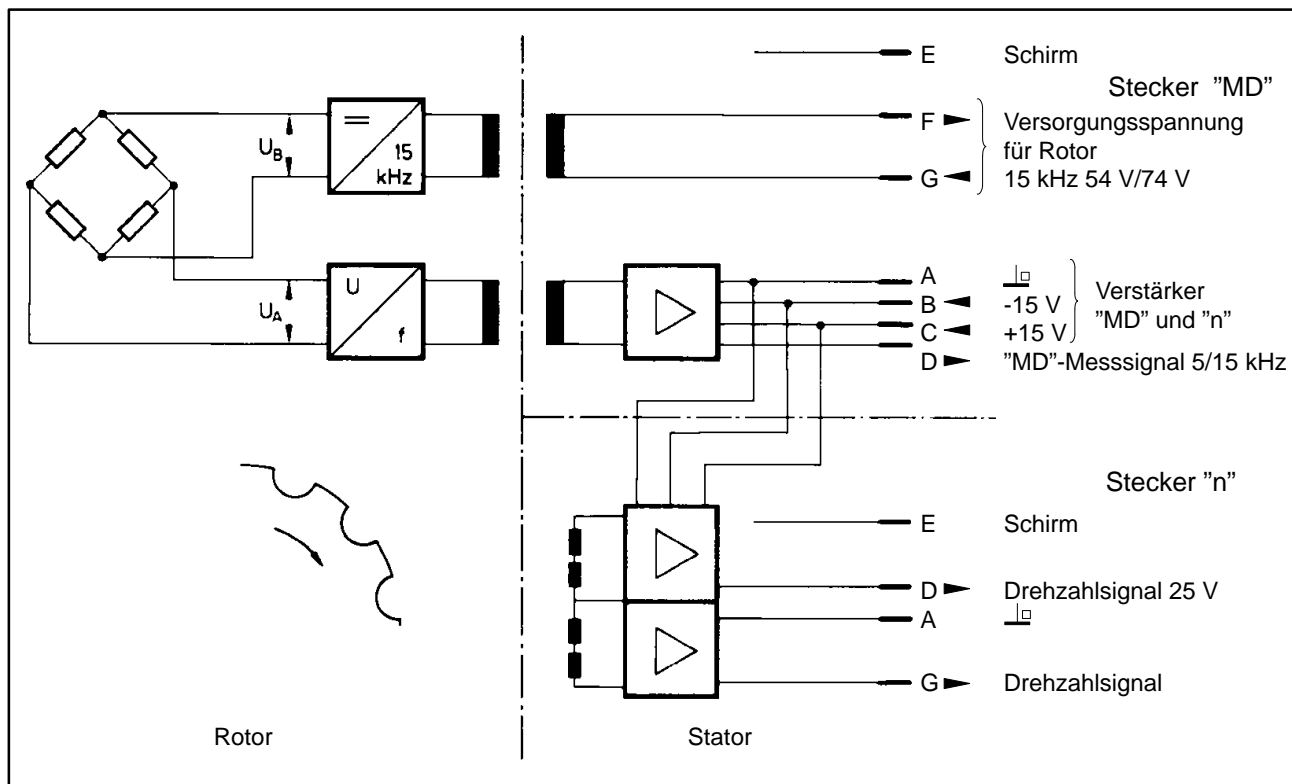 E Schirm
Stecker ”MD”
F Versorgungsspannung
für Rotor
G 15 kHz 54 V/74 V
U_B
=
15
kHz
A
B -15 V
C +15 V
Verstärker
"MD" und "n"
D ”MD”-Messsignal 5/15 kHz
U_A
U
f
Stecker ”n”
E Schirm
D Drehzahlsignal 25 V
A
G Drehzahlsignal
Rotor
Stator